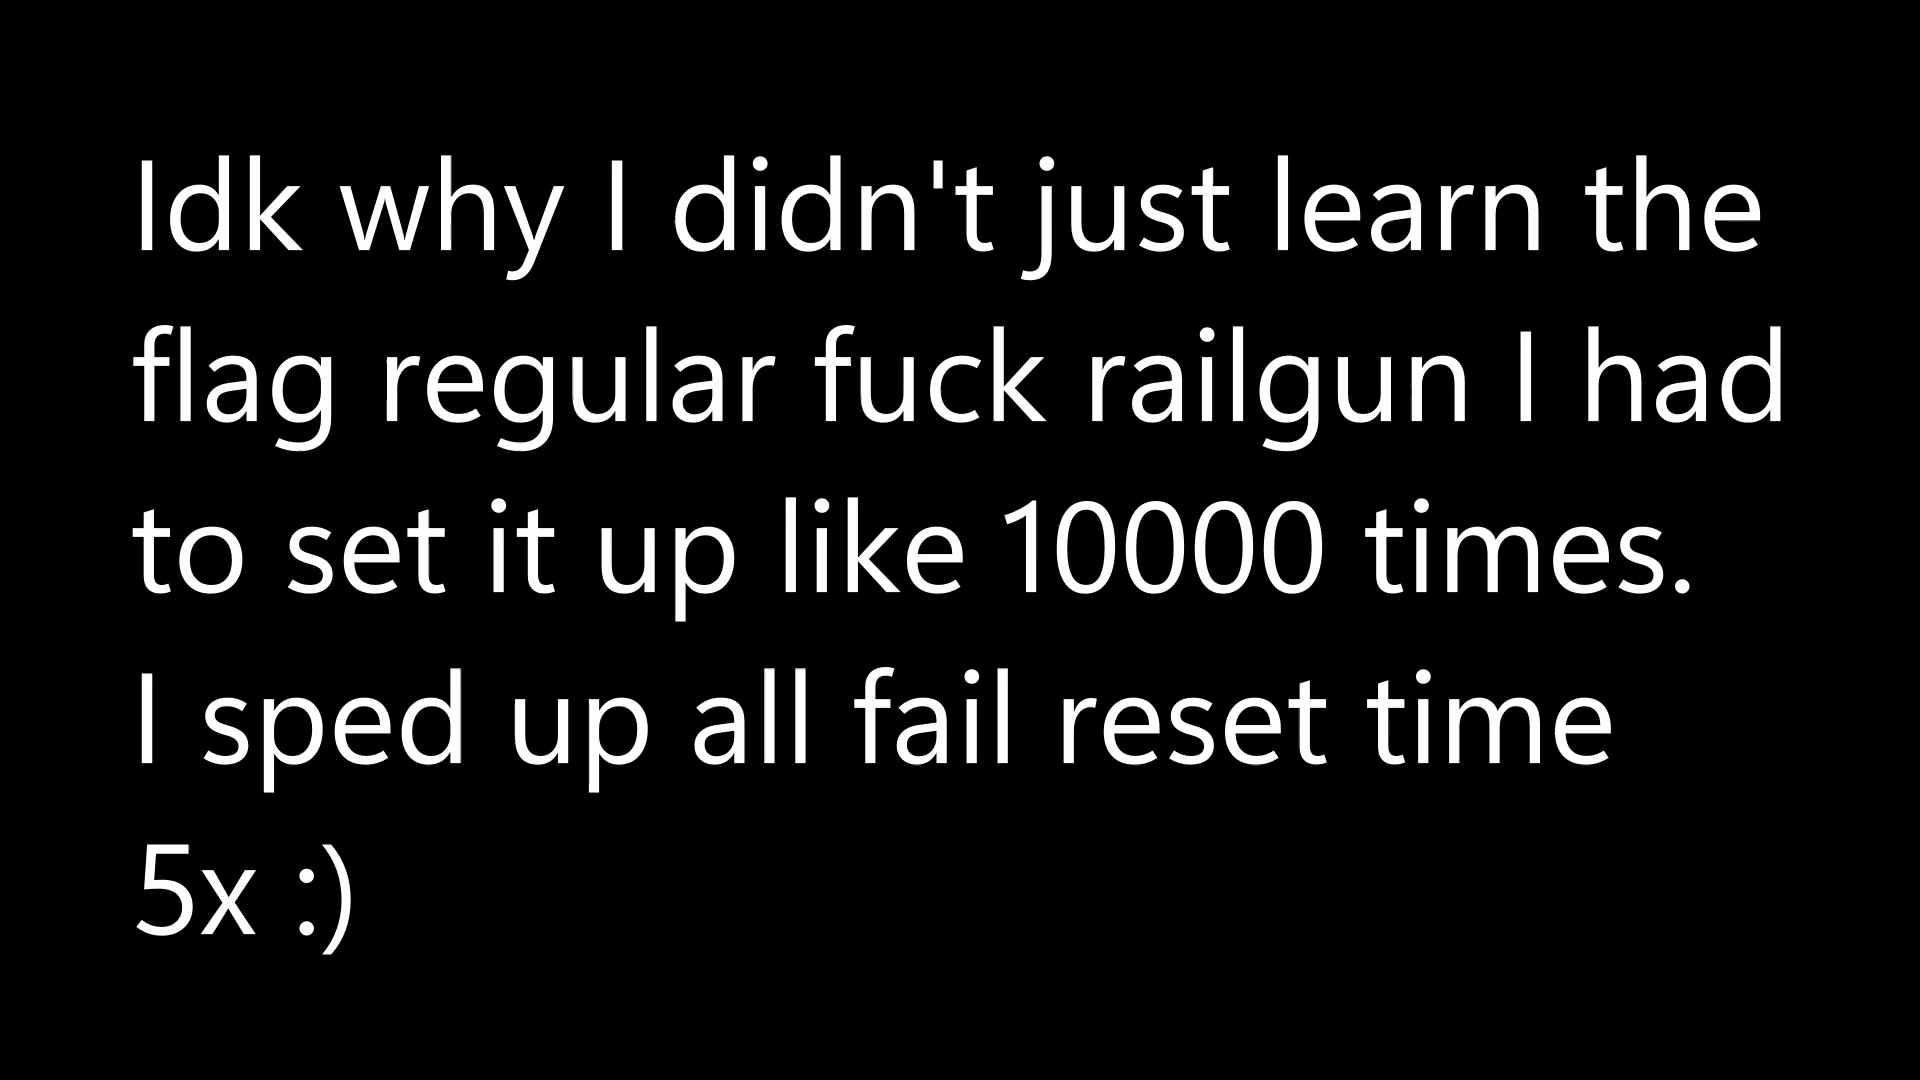 Idk why I didn't just learn the
flag regular fuck railgun I had
to set it up like 10000 times.
I sped up all fail reset time
5x :)